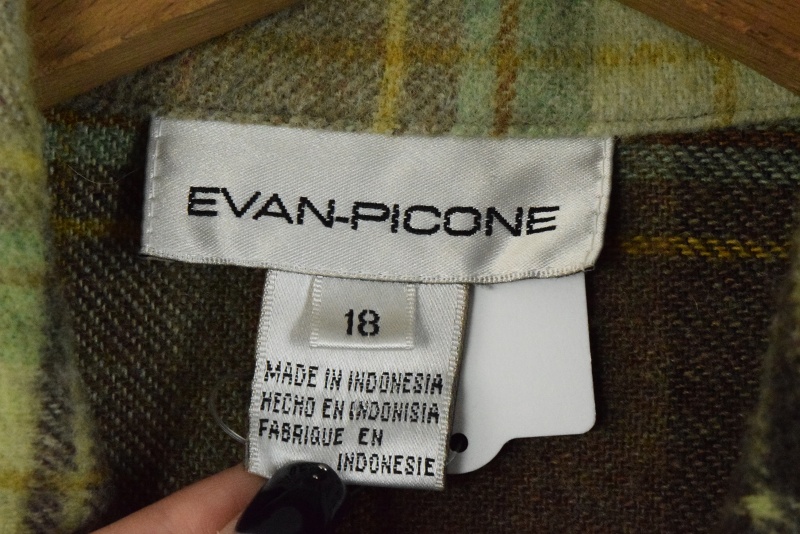 EVAN-PICONE
18
MADE IN INDONESIA
HECHO EN INDONISIA
FABRIQUE EN
INDONESIE